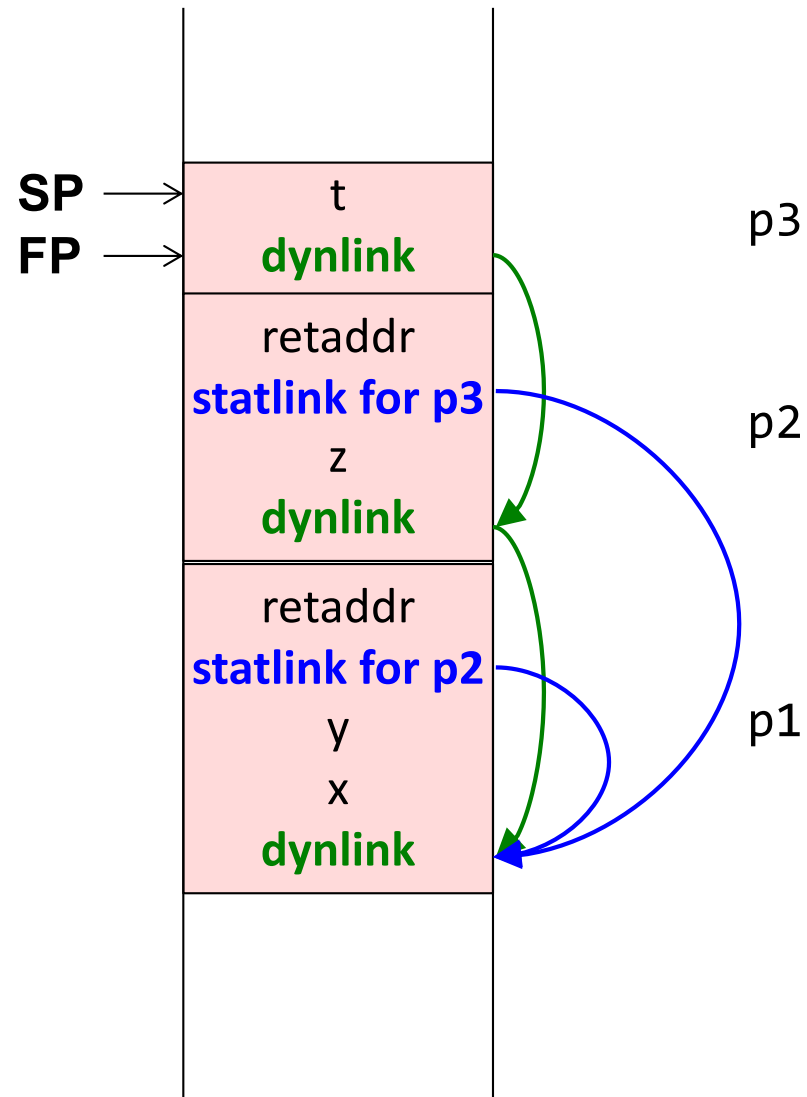 SP
t
p3
FP
dynlink
retaddr
statlink for p3
p2
z
dynlink
retaddr
statlink for p2
y
p1
x
dynlink